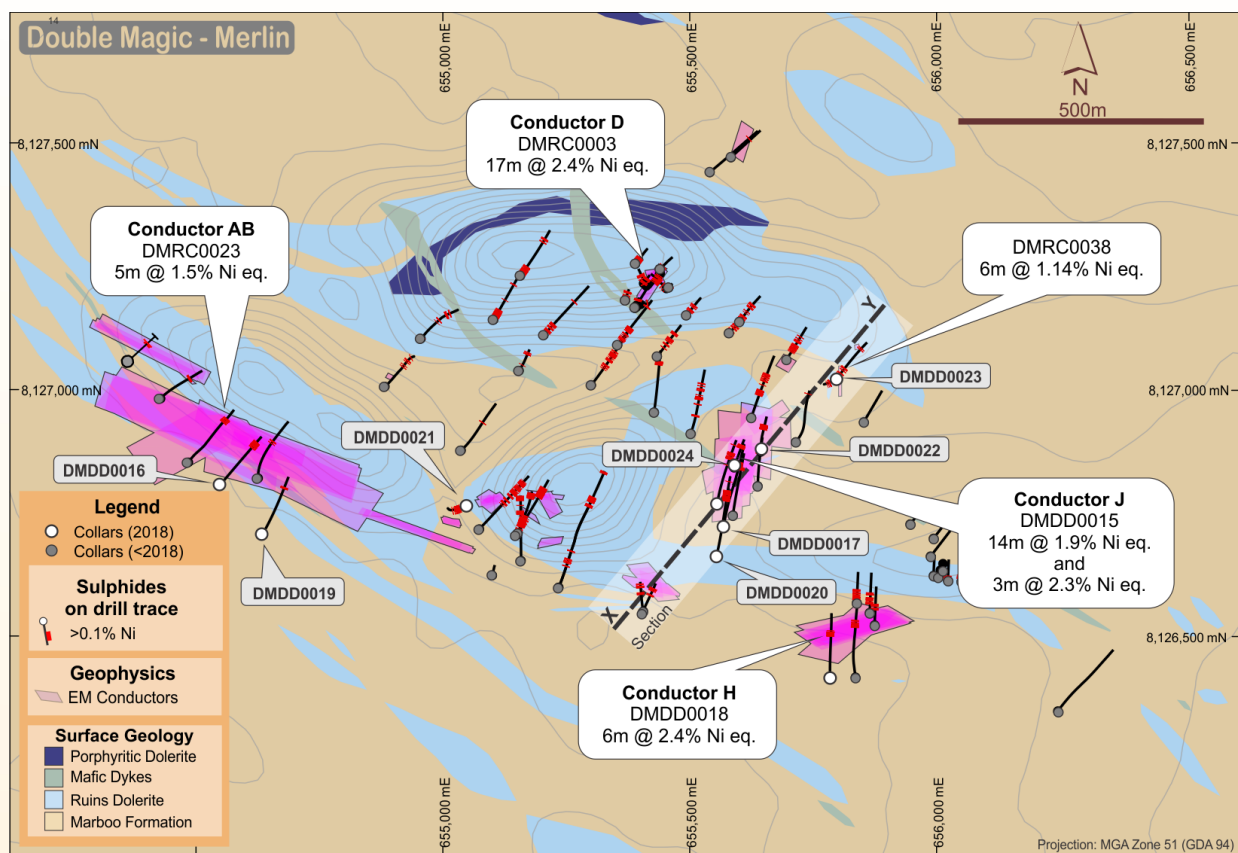 14
Double Magic - Merlin
655,000 mE
655,500 mE
656,000 mE
656,500 mE
N
500m
8,127,500 mN
8,127,500 mN
Conductor D
DMRC0003
17m @ 2.4% Ni eq.
Conductor AB
DMRC0023
5m @ 1.5% Ni eq.
DMRC0038
6m @ 1.14% Ni eq.
Y
8,127,000 mN
8,127,000 mN
DMDD0023
DMDD0021
DMDD0022
DMDD0024
DMDD0016
Conductor J
DMDD0015
14m @ 1.9% Ni eq.
and
3m @ 2.3% Ni eq.
DMDD0017
DMDD0019
DMDD0020
X
Section
8,126,500 mN
Conductor H
DMDD0018
6m @ 2.4% Ni eq.
Legend
Collars (2018)
Collars (<2018)
Sulphides
on drill trace
>0.1% Ni
Geophysics
EM Conductors
Surface Geology
Porphyritic Dolerite
Mafic Dykes
Ruins Dolerite
Marboo Formation
655,000 mE
655,500 mE
656,000 mE
Projection: MGA Zone 51 (GDA 94)